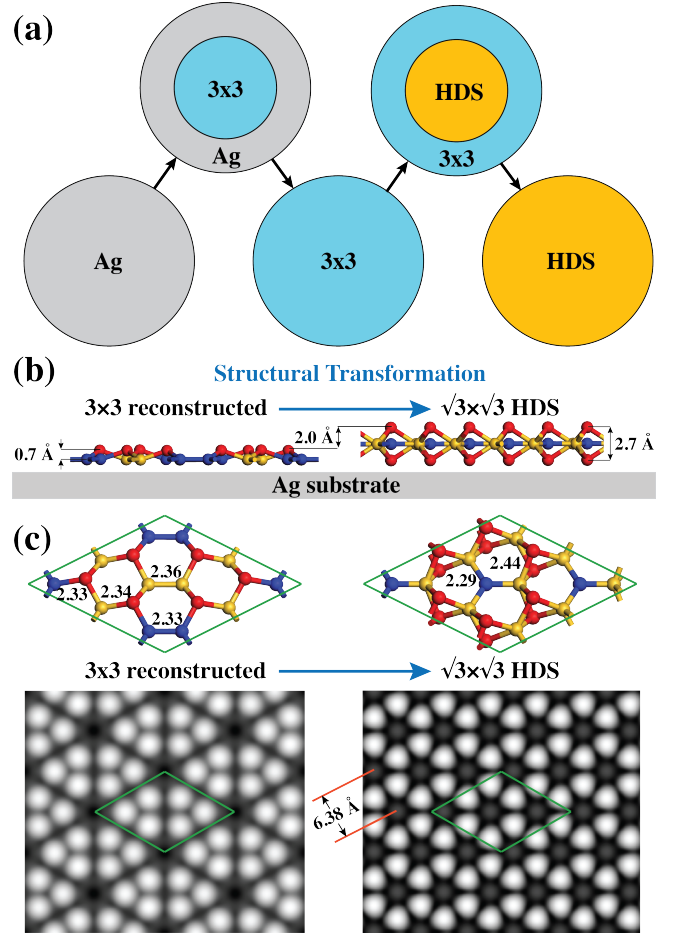 (a)
3x3
Ag
HDS
3x3
Ag
3x3
HDS
(b)
Structural Transformation
3×3 reconstructed
√3×√3 HDS
0.7 Å
2.0 Å
2.7 Å
Ag substrate
(c)
2.33
2.34
2.36
2.33
2.29
2.44
3x3 reconstructed
√3×√3 HDS
6.38 Å